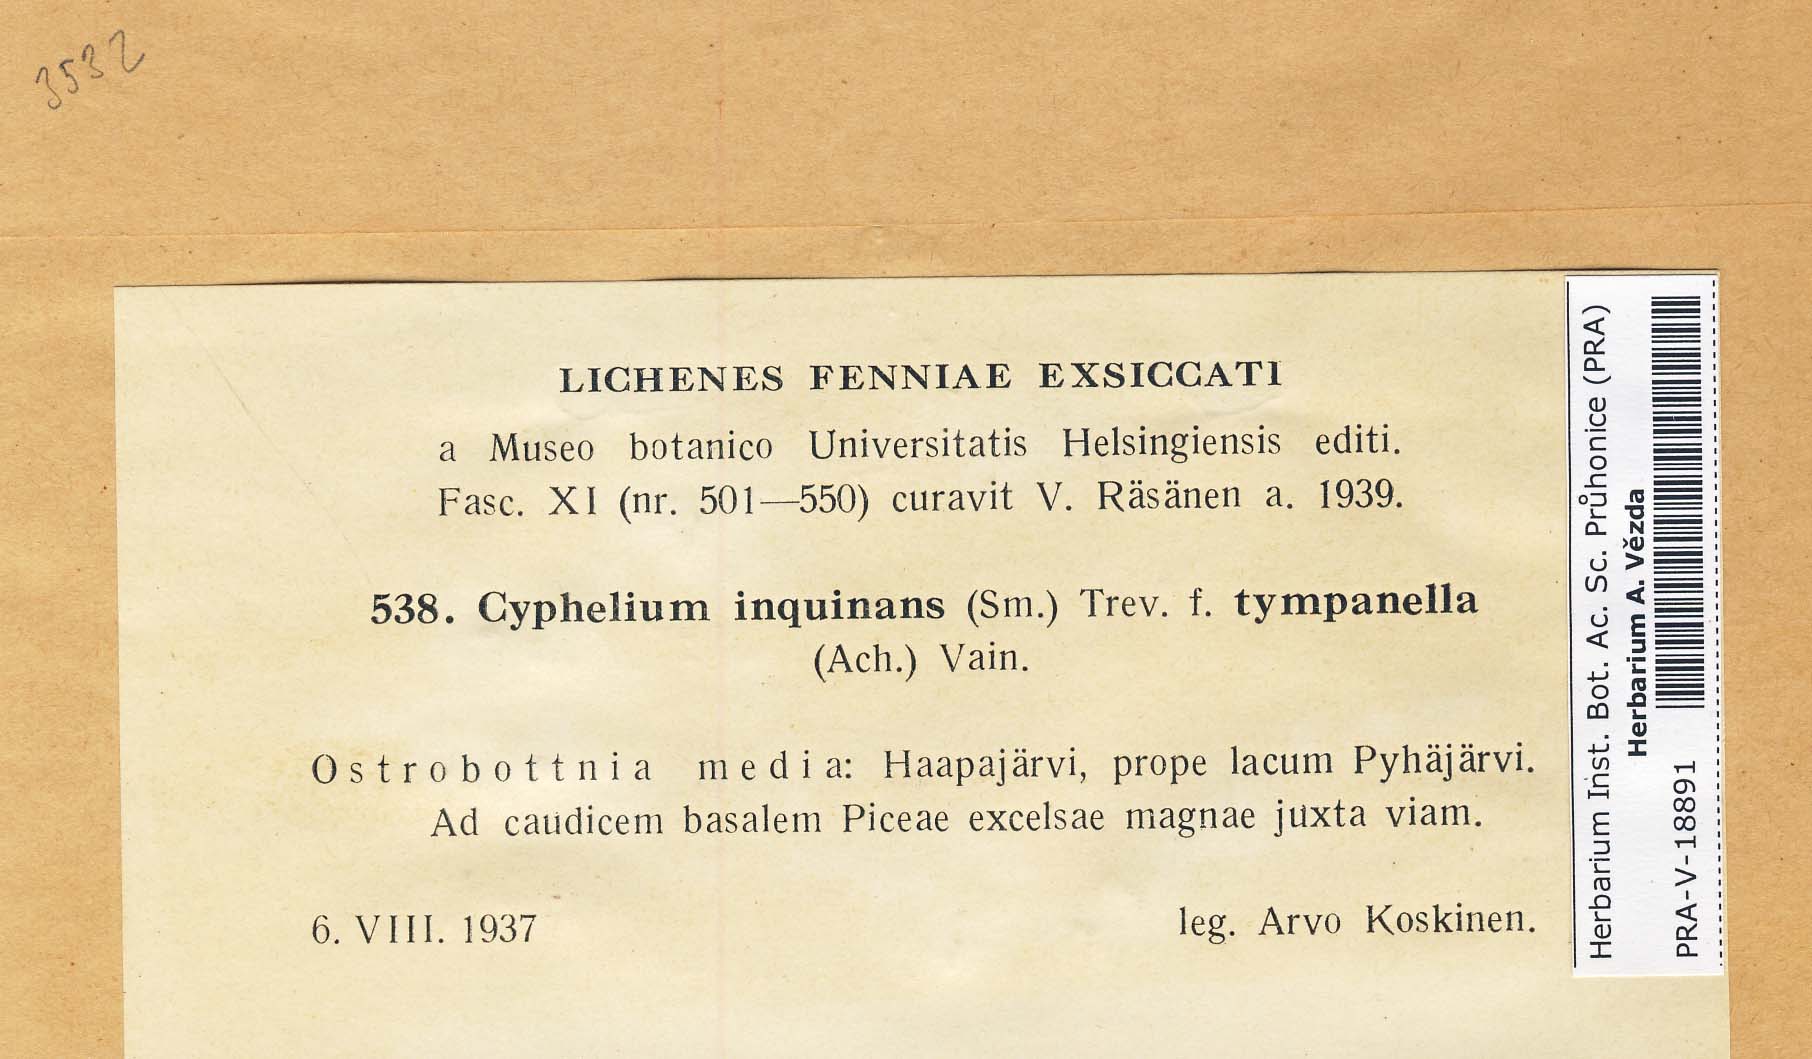 3532
LICHENES FENNIAE EXSICCATI
a Museo botanico Universitatis Helsingiensis editi.
Fasc. XI (nr. 501—550) curavit V. Räsänen a. 1939.
538. Cyphelium inquinans (Sm.) Trev. f. tympanella
(Ach.) Vain.
Ostrobottnia media: Haapajärvi, prope lacum Pyhäjärvi.
Ad caudicem basalem Piceae excelsae magnae juxta viam.
6. VIII. 1937 leg. Arvo Koskinen.
Herbarium Inst. Bot. Ac. Sc. Průhonice (PRA)
Herbarium A. Vězda
PRA-V-18891